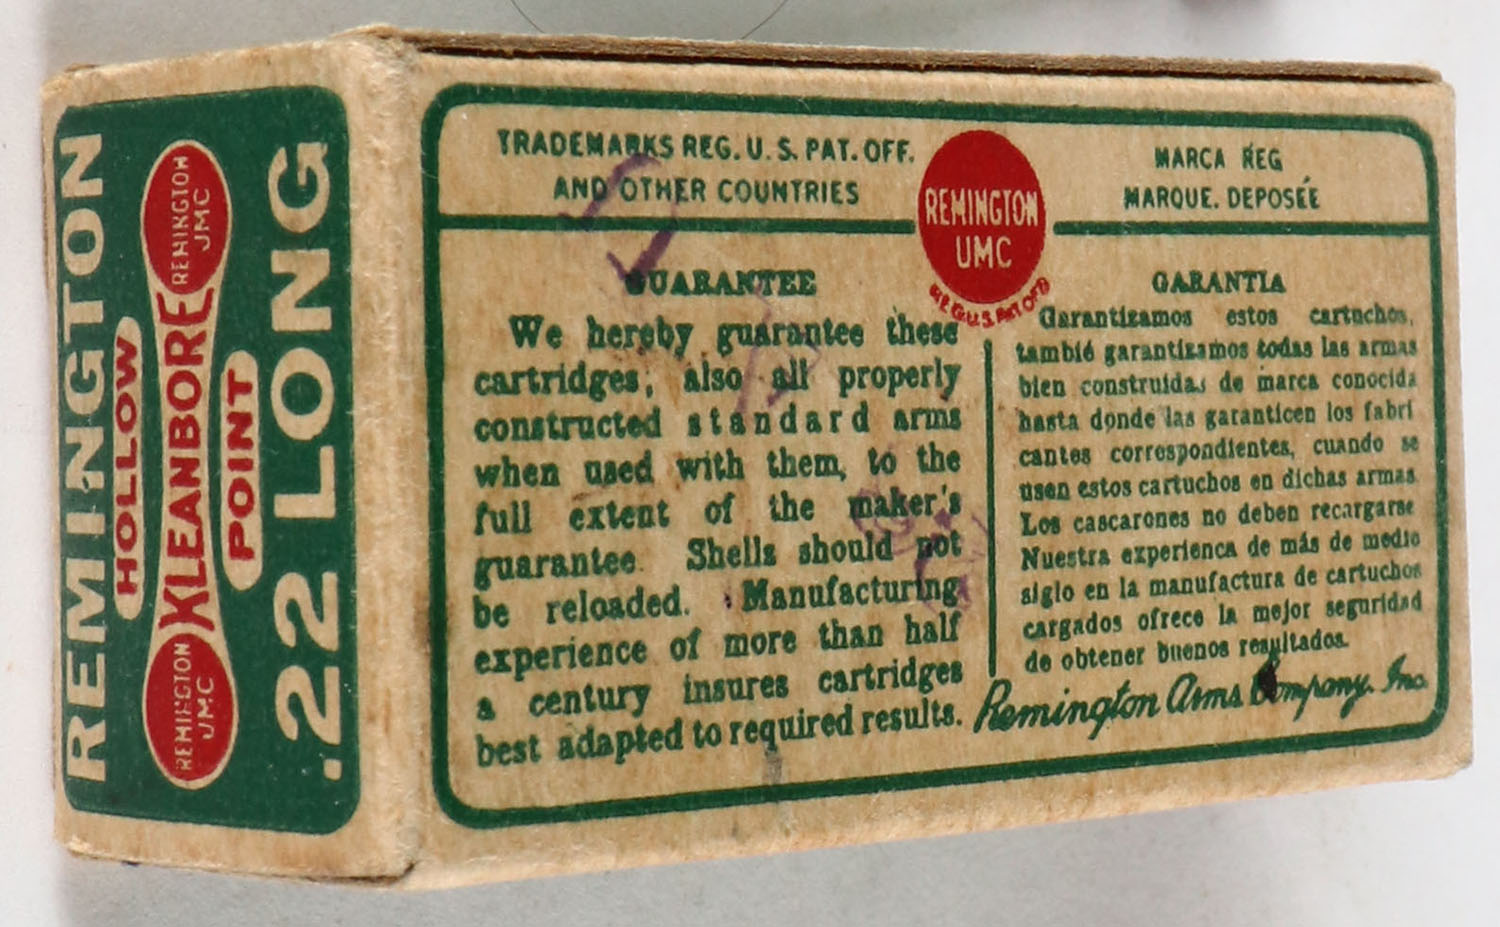 REMINGTON
HOLLOW
REMINGTON
UMC
KLEANBORE
REMINGTON
UMC
POINT
.22 LONG
TRADEMARKS REG. U. S. PAT. OFF.
AND OTHER COUNTRIES
REMINGTON
UMC
REG.U.S.PAT.OFF.
MARCA REG
MARQUE. DEPOSÉE
GUARANTEE
We hereby guarantee these
cartridges, also all properly
constructed standard arms
when used with them, to the
full extent of the maker's
guarantee. Shells should not
be reloaded. Manufacturing
experience of more than half
a century insures cartridges
best adapted to required results.
GARANTIA
Garantizamos estos cartuchos,
tambié garantizamos todas las armas
bien construidas de marca conocida
hasta donde las garanticen los fabri
cantes correspondientes, cuando se
usen estos cartuchos en dichas armas.
Los cascarones no deben recargarse
Nuestra experienca de más de medio
siglo en la manufactura de cartuchos
cargados ofrece la mejor seguridad
de obtener buenos resultados.
Remington Arms Company, Inc.